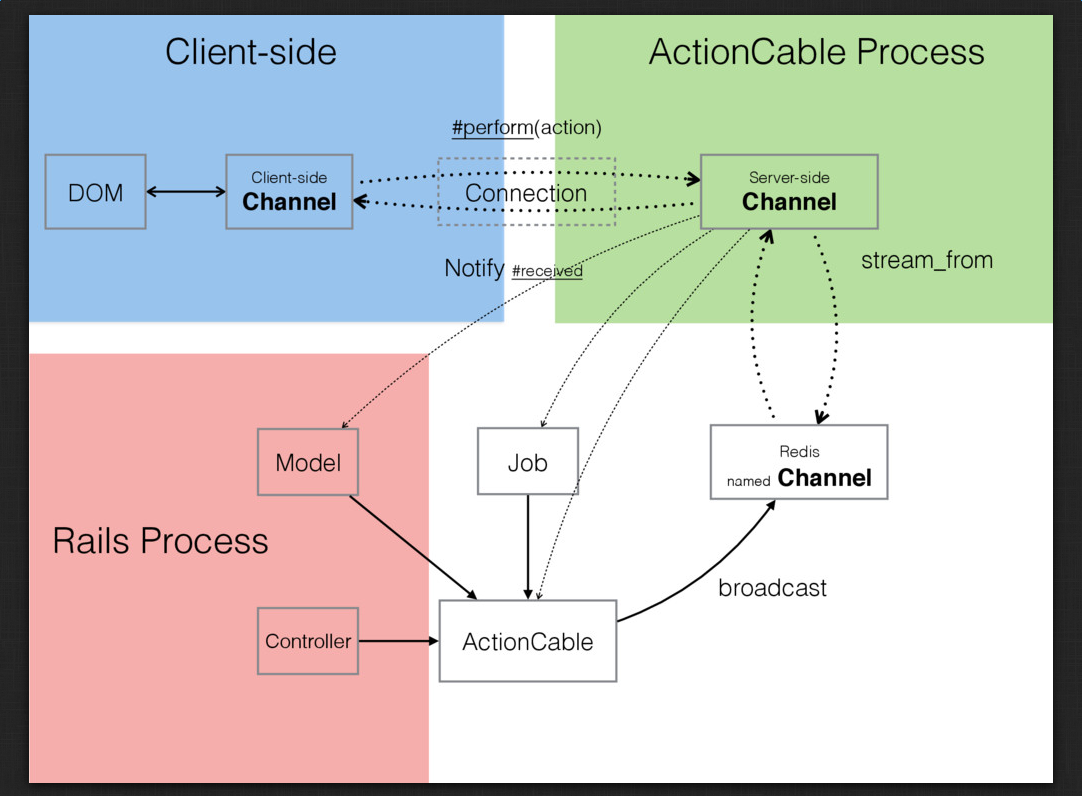 Client-side
ActionCable Process
#perform(action)
DOM
Client-side
Channel
Connection
Server-side
Channel
Notify #received
stream_from
Model
Job
Redis
named Channel
Rails Process
broadcast
Controller
ActionCable